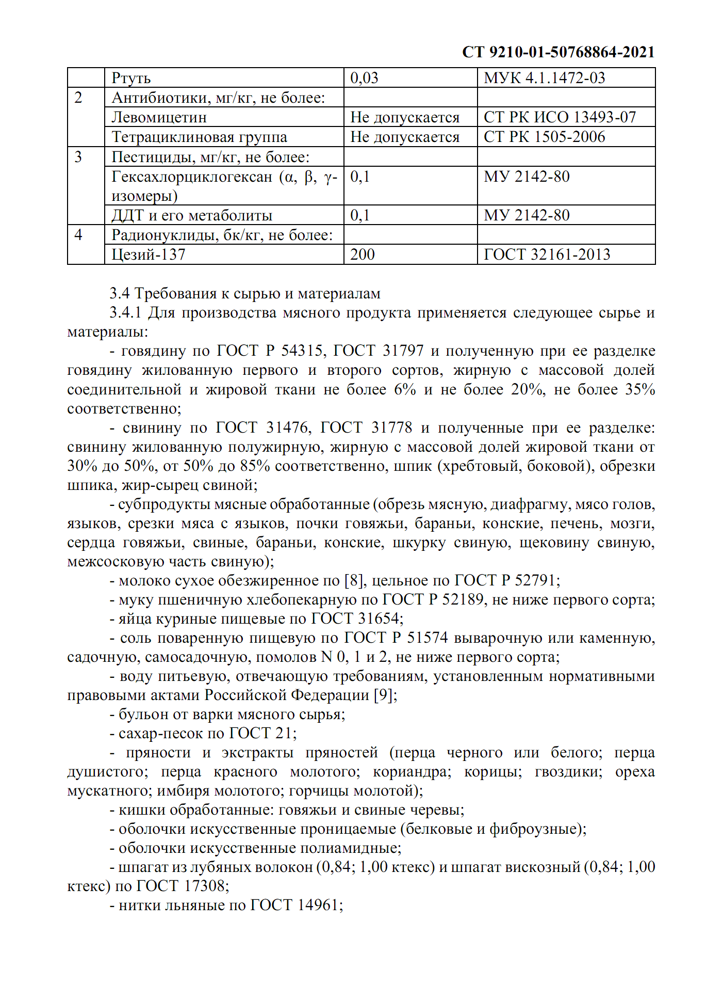 СТ 9210-01-50768864-2021
Ртуть 0,03 МУК 4.1.1472-03
2 Антибиотики, мг/кг, не более:
Левомицетин Не допускается СТ РК ИСО 13493-07
Тетрациклиновая группа Не допускается СТ РК 1505-2006
3 Пестициды, мг/кг, не более:
Гексахлорциклогексан (α, β, γ- 0,1 МУ 2142-80
изомеры)
ДДТ и его метаболиты 0,1 МУ 2142-80
4 Радионуклиды, бк/кг, не более:
Цезий-137 200 ГОСТ 32161-2013
3.4 Требования к сырью и материалам
3.4.1 Для производства мясного продукта применяется следующее сырье и
материалы:
- говядину по ГОСТ Р 54315, ГОСТ 31797 и полученную при ее разделке
говядину жилованную первого и второго сортов, жирную с массовой долей
соединительной и жировой ткани не более 6% и не более 20%, не более 35%
соответственно;
- свинину по ГОСТ 31476, ГОСТ 31778 и полученные при ее разделке:
свинину жилованную полужирную, жирную с массовой долей жировой ткани от
30% до 50%, от 50% до 85% соответственно, шпик (хребтовый, боковой), обрезки
шпика, жир-сырец свиной;
- субпродукты мясные обработанные (обрезь мясную, диафрагму, мясо голов,
языков, срезки мяса с языков, почки говяжьи, бараньи, конские, печень, мозги,
сердца говяжьи, свиные, бараньи, конские, шкурку свиную, щековину свиную,
межсосковую часть свиную);
- молоко сухое обезжиренное по [8], цельное по ГОСТ Р 52791;
- муку пшеничную хлебопекарную по ГОСТ Р 52189, не ниже первого сорта;
- яйца куриные пищевые по ГОСТ 31654;
- соль поваренную пищевую по ГОСТ Р 51574 выварочную или каменную,
садочную, самосадочную, помолов N 0, 1 и 2, не ниже первого сорта;
- воду питьевую, отвечающую требованиям, установленным нормативными
правовыми актами Российской Федерации [9];
- бульон от варки мясного сырья;
- сахар-песок по ГОСТ 21;
- пряности и экстракты пряностей (перца черного или белого; перца
душистого; перца красного молотого; кориандра; корицы; гвоздики; ореха
мускатного; имбиря молотого; горчицы молотой);
- кишки обработанные: говяжьи и свиные черевы;
- оболочки искусственные проницаемые (белковые и фиброузные);
- оболочки искусственные полиамидные;
- шпагат из лубяных волокон (0,84; 1,00 ктекс) и шпагат вискозный (0,84; 1,00
ктекс) по ГОСТ 17308;
- нитки льняные по ГОСТ 14961;